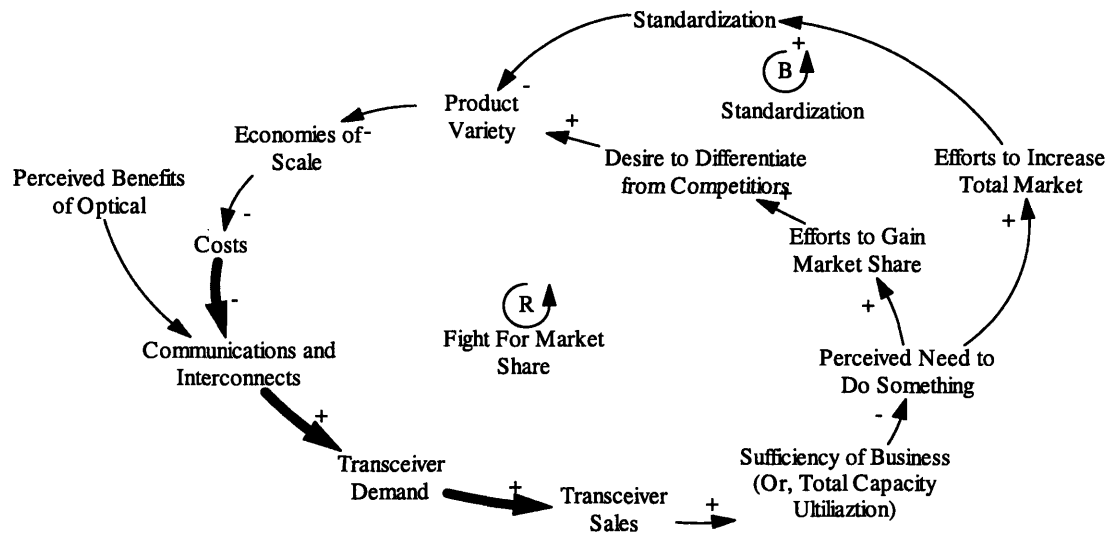 Standardization
+
B
Standardization
-
Product
Variety
+
Economies of-
Scale
Desire to Differentiate
from Competitiors
+
Efforts to Increase
Total Market
Perceived Benefits
of Optical
-
Costs
Efforts to Gain
Market Share
+
-
R
Fight For Market
Share
+
Communications and
Interconnects
Perceived Need to
Do Something
+
-
Transceiver
Demand
Sufficiency of Business
(Or, Total Capacity
Ultiliaztion)
+
Transceiver
Sales
+